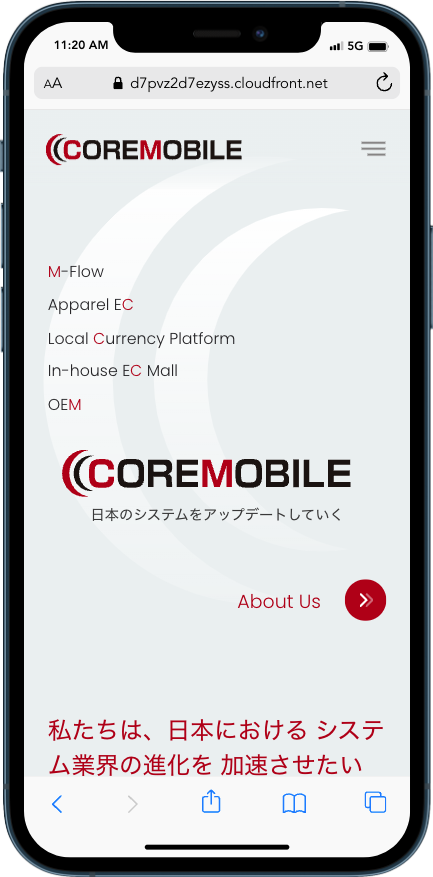 11:20 AM 5G
AA d7pvz2d7ezyss.cloudfront.net
COREMOBILE
M-Flow
Apparel EC
Local Currency Platform
In-house EC Mall
OEM
COREMOBILE
日本のシステムをアップデートしていく
About Us
私たちは、日本における システ
ム業界の進化を 加速させたい